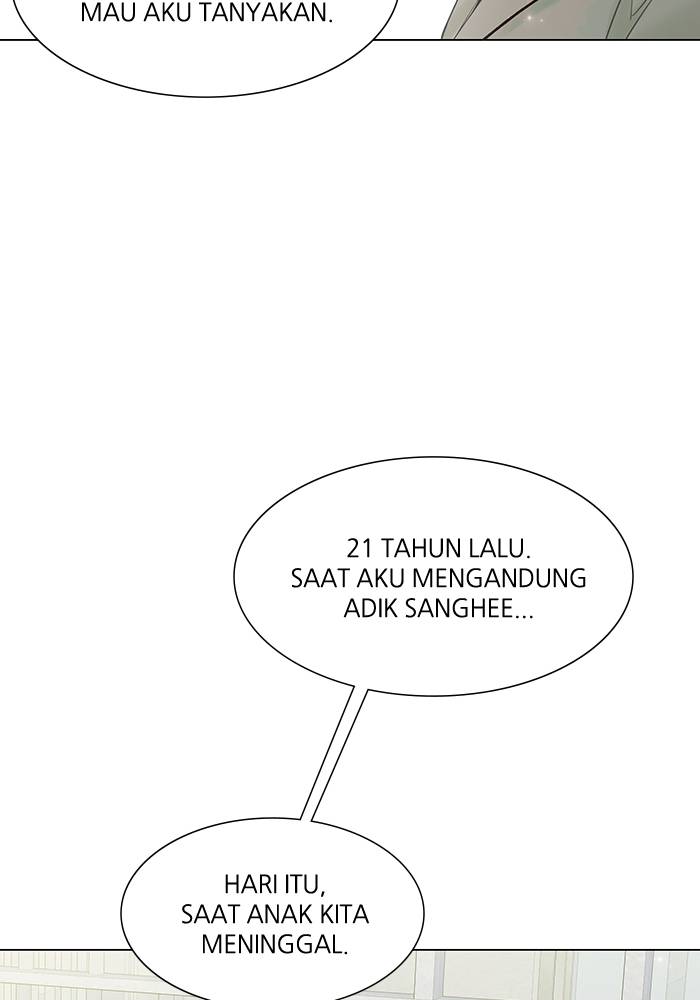 MAU AKU TANYAKAN.
21 TAHUN LALU.
SAAT AKU MENGANDUNG
ADIK SANGHEE...
HARI ITU,
SAAT ANAK KITA
MENINGGAL.